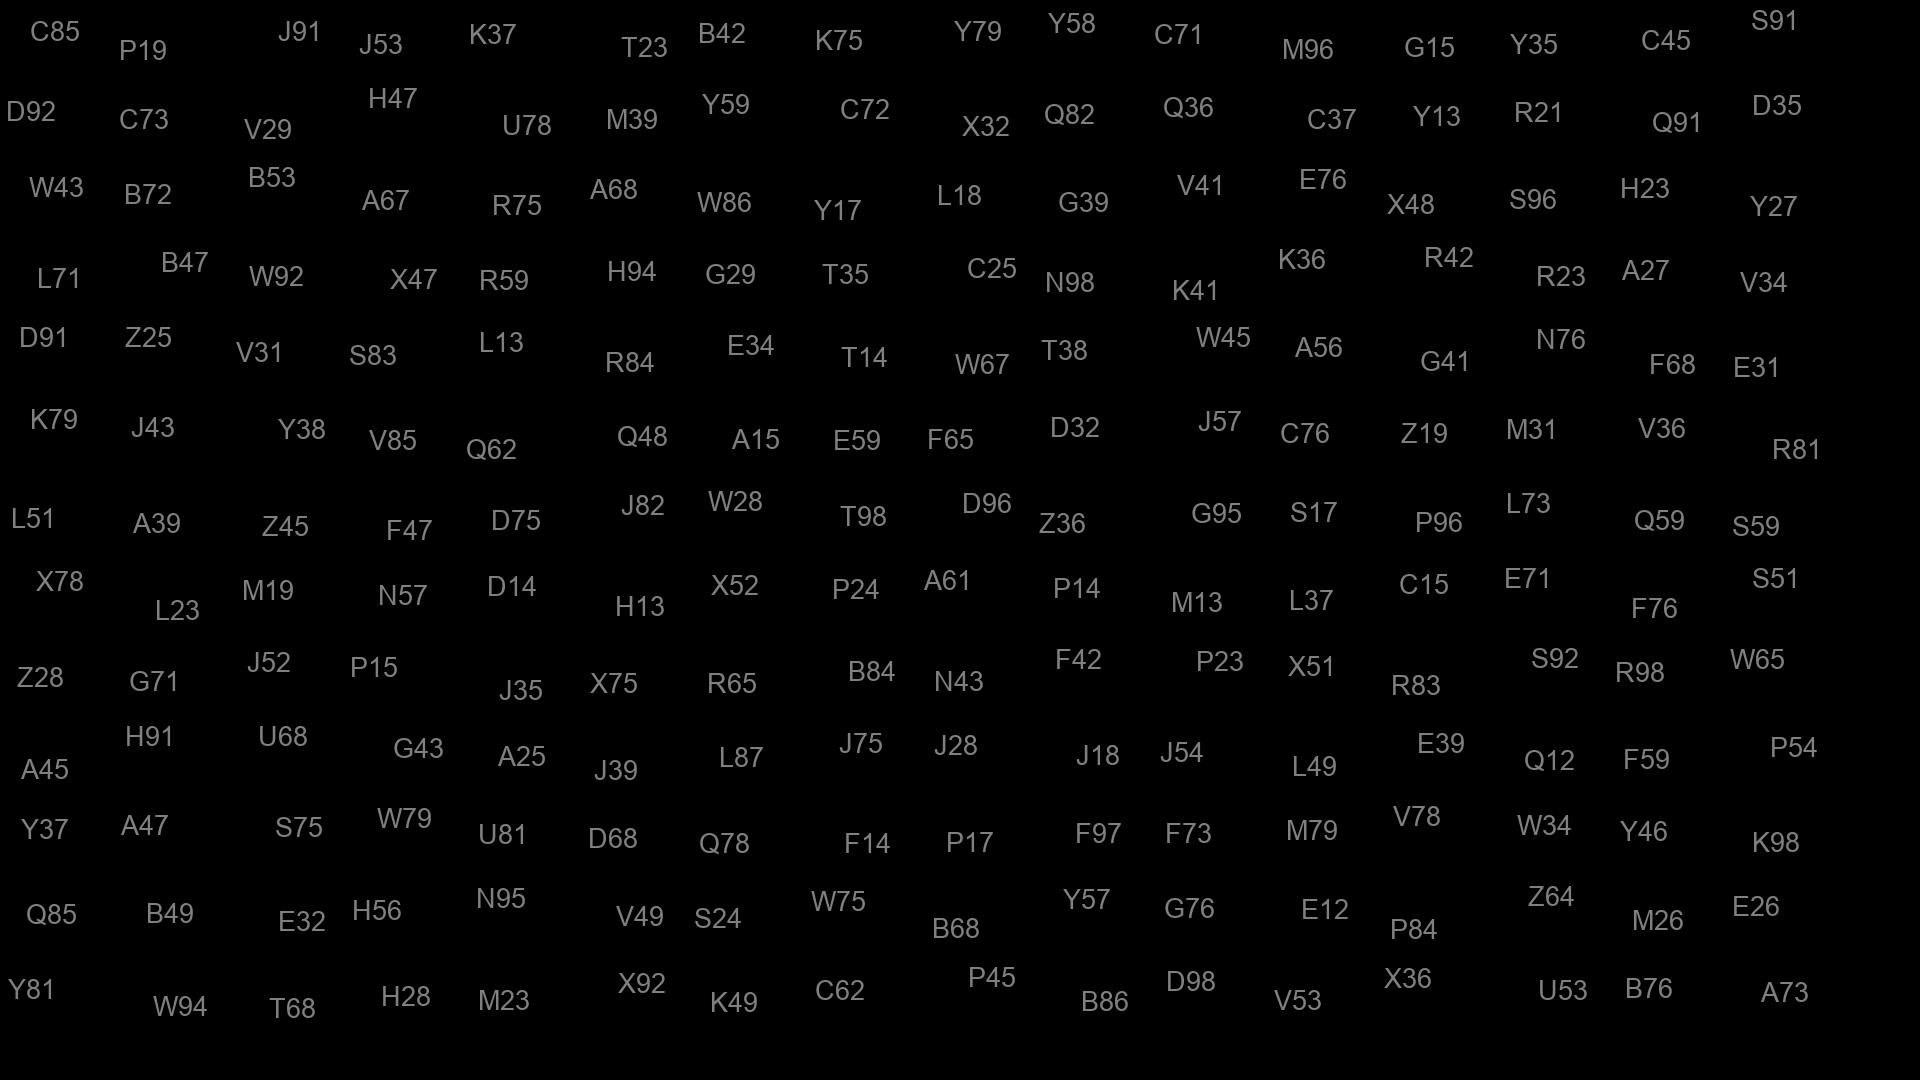 C85 P19 J91 J53 K37 T23 B42 K75 Y79 Y58 C71 M96 G15 Y35 C45 S91
D92 C73 V29 H47 U78 M39 Y59 C72 X32 Q82 Q36 C37 Y13 R21 Q91 D35
W43 B72 B53 A67 R75 A68 W86 Y17 L18 G39 V41 E76 X48 S96 H23 Y27
L71 B47 W92 X47 R59 H94 G29 T35 C25 N98 K41 K36 R42 R23 A27 V34
D91 Z25 V31 S83 L13 R84 E34 T14 W67 T38 W45 A56 G41 N76 F68 E31
K79 J43 Y38 V85 Q62 Q48 A15 E59 F65 D32 J57 C76 Z19 M31 V36 R81
L51 A39 Z45 F47 D75 J82 W28 T98 D96 Z36 G95 S17 P96 L73 Q59 S59
X78 L23 M19 N57 D14 H13 X52 P24 A61 P14 M13 L37 C15 E71 F76 S51
Z28 G71 J52 P15 J35 X75 R65 B84 N43 F42 P23 X51 R83 S92 R98 W65
A45 H91 U68 G43 A25 J39 L87 J75 J28 J18 J54 L49 E39 Q12 F59 P54
Y37 A47 S75 W79 U81 D68 Q78 F14 P17 F97 F73 M79 V78 W34 Y46 K98
Q85 B49 E32 H56 N95 V49 S24 W75 B68 Y57 G76 E12 P84 Z64 M26 E26
Y81 W94 T68 H28 M23 X92 K49 C62 P45 B86 D98 V53 X36 U53 B76 A73